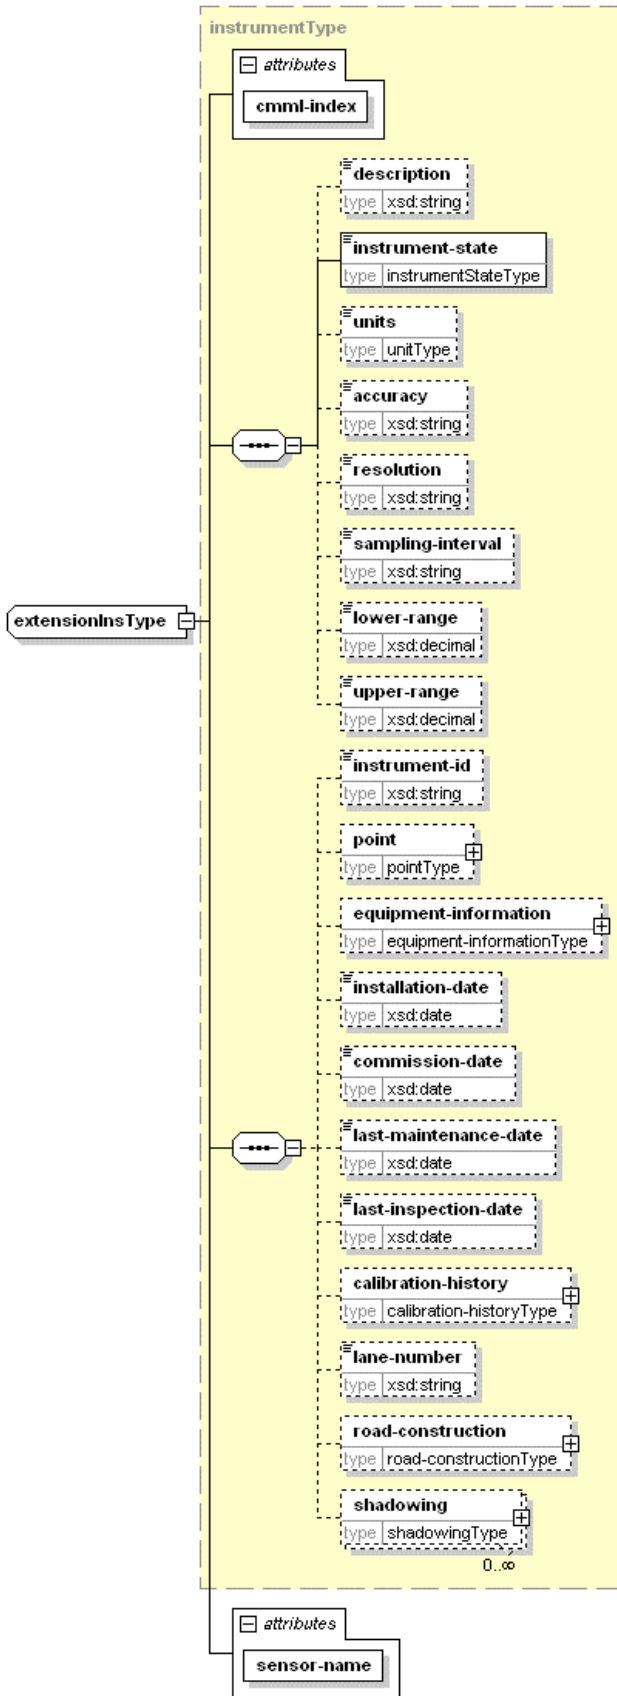 instrumentType
attributes
cmml-index
description
type xsd:string
instrument-state
type instrumentStateType
units
type unitType
accuracy
type xsd:string
resolution
type xsd:string
sampling-interval
type xsd:string
extensionInsType
lower-range
type xsd:decimal
upper-range
type xsd:decimal
instrument-id
type xsd:string
point
type pointType
equipment-information
type equipment-informationType
installation-date
type xsd:date
commission-date
type xsd:date
last-maintenance-date
type xsd:date
last-inspection-date
type xsd:date
calibration-history
type calibration-historyType
lane-number
type xsd:string
road-construction
type road-constructionType
shadowing
type shadowingType
0..∞
attributes
sensor-name